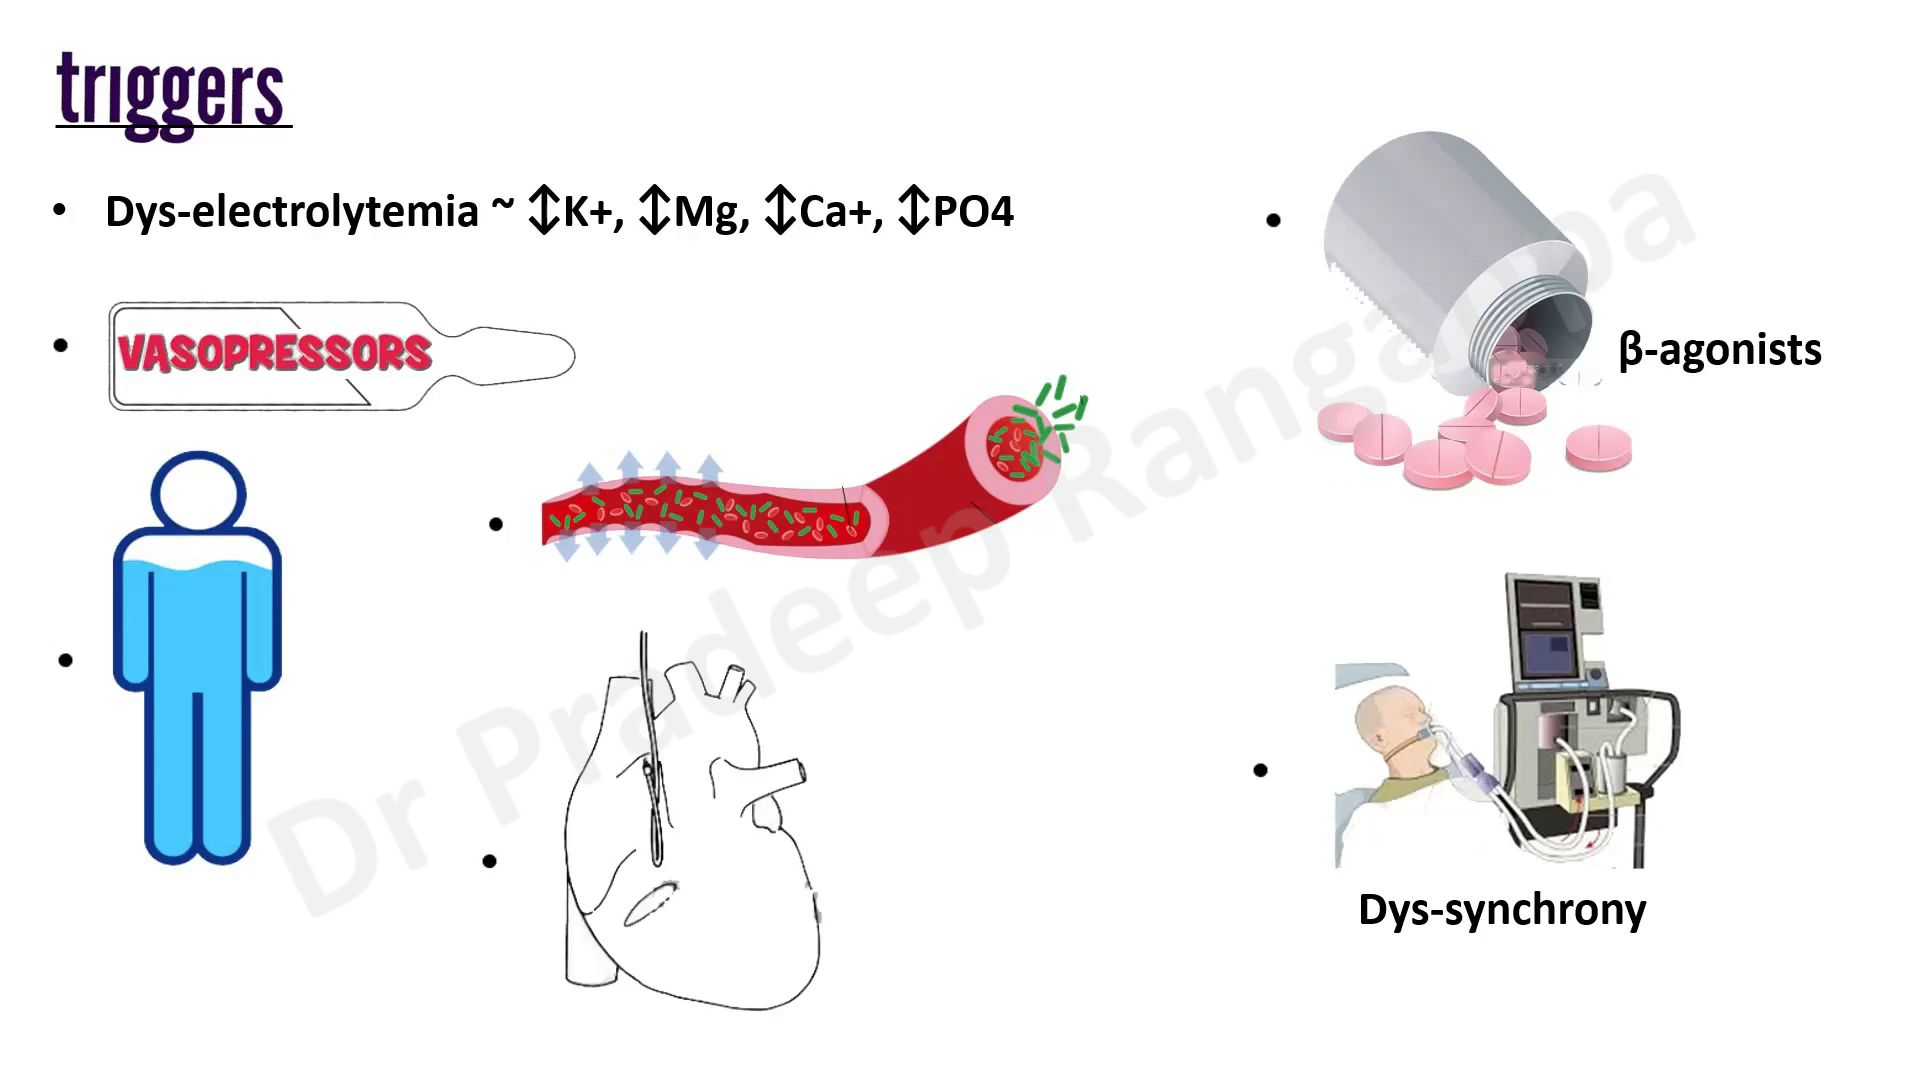 triggers
• Dys-electrolytemia ~ ↕K+, ↕Mg, ↕Ca+, ↕PO4
VASOPRESSORS
β-agonists
Dys-synchrony
Dr Pradeep Rangappa